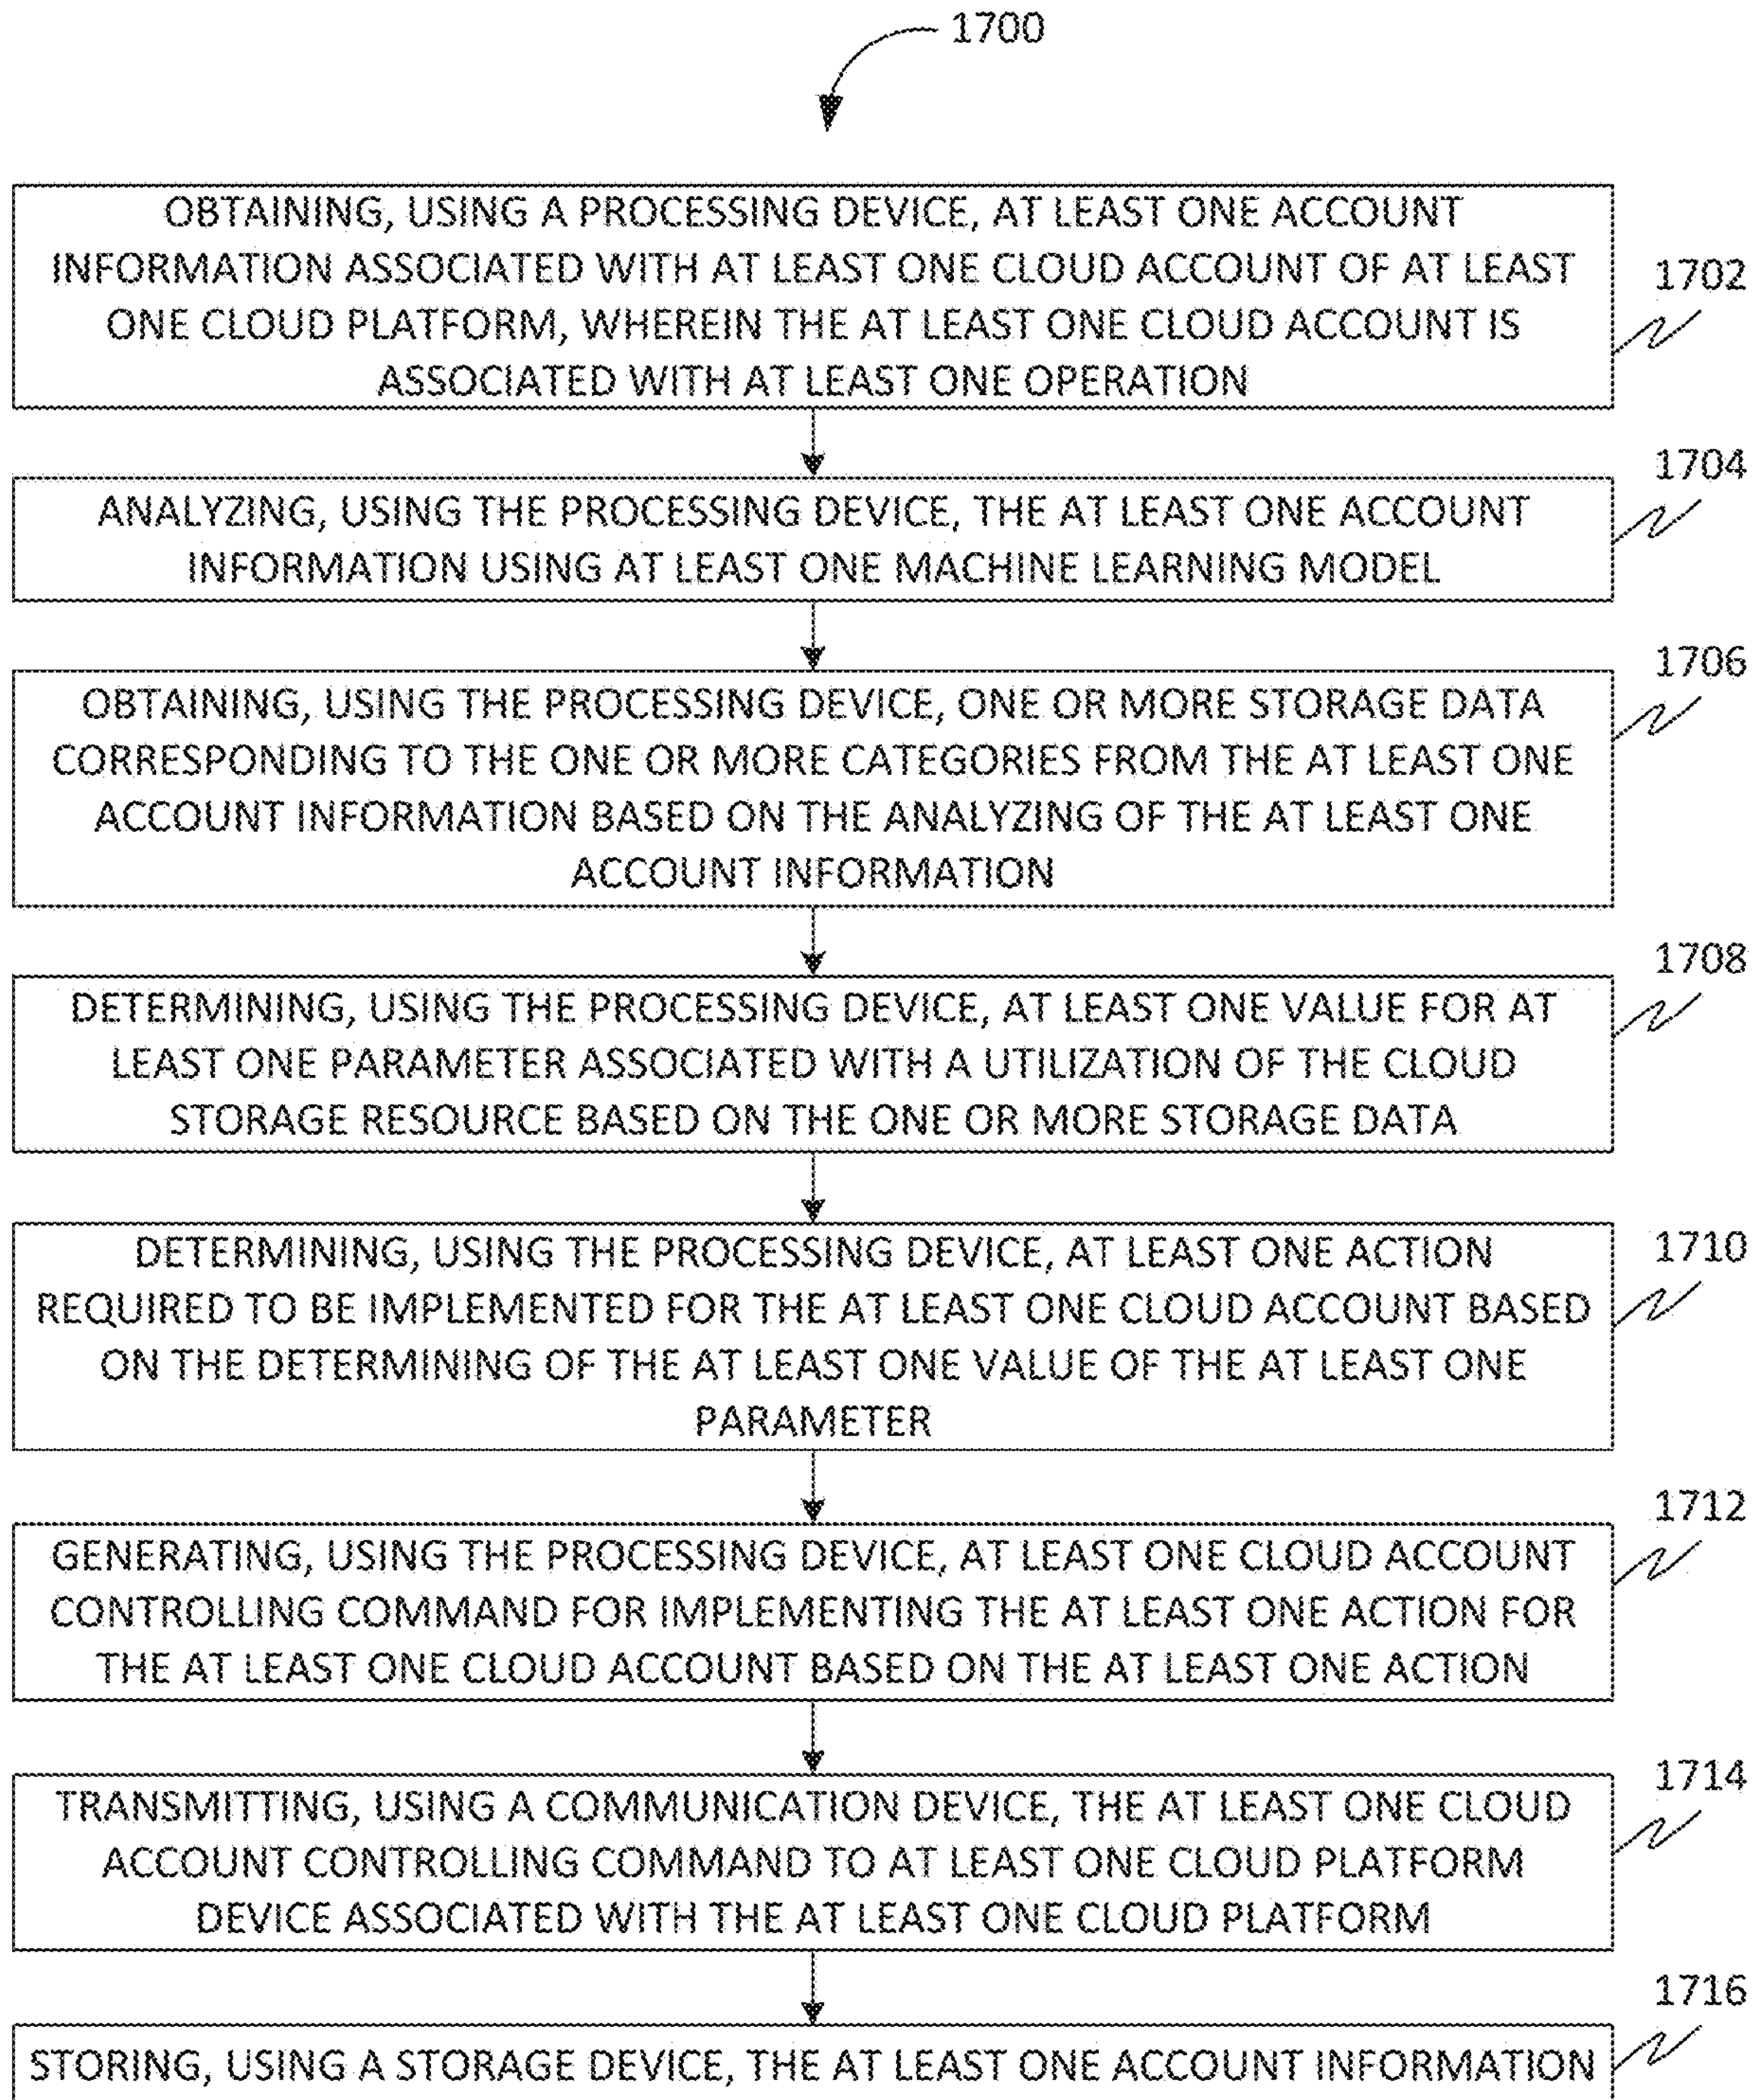 1700
OBTAINING, USING A PROCESSING DEVICE, AT LEAST ONE ACCOUNT
INFORMATION ASSOCIATED WITH AT LEAST ONE CLOUD ACCOUNT OF AT LEAST
ONE CLOUD PLATFORM, WHEREIN THE AT LEAST ONE CLOUD ACCOUNT IS
ASSOCIATED WITH AT LEAST ONE OPERATION
1702
ANALYZING, USING THE PROCESSING DEVICE, THE AT LEAST ONE ACCOUNT
INFORMATION USING AT LEAST ONE MACHINE LEARNING MODEL
1704
OBTAINING, USING THE PROCESSING DEVICE, ONE OR MORE STORAGE DATA
CORRESPONDING TO THE ONE OR MORE CATEGORIES FROM THE AT LEAST ONE
ACCOUNT INFORMATION BASED ON THE ANALYZING OF THE AT LEAST ONE
ACCOUNT INFORMATION
1706
DETERMINING, USING THE PROCESSING DEVICE, AT LEAST ONE VALUE FOR AT
LEAST ONE PARAMETER ASSOCIATED WITH A UTILIZATION OF THE CLOUD
STORAGE RESOURCE BASED ON THE ONE OR MORE STORAGE DATA
1708
DETERMINING, USING THE PROCESSING DEVICE, AT LEAST ONE ACTION
REQUIRED TO BE IMPLEMENTED FOR THE AT LEAST ONE CLOUD ACCOUNT BASED
ON THE DETERMINING OF THE AT LEAST ONE VALUE OF THE AT LEAST ONE
PARAMETER
1710
GENERATING, USING THE PROCESSING DEVICE, AT LEAST ONE CLOUD ACCOUNT
CONTROLLING COMMAND FOR IMPLEMENTING THE AT LEAST ONE ACTION FOR
THE AT LEAST ONE CLOUD ACCOUNT BASED ON THE AT LEAST ONE ACTION
1712
TRANSMITTING, USING A COMMUNICATION DEVICE, THE AT LEAST ONE CLOUD
ACCOUNT CONTROLLING COMMAND TO AT LEAST ONE CLOUD PLATFORM
DEVICE ASSOCIATED WITH THE AT LEAST ONE CLOUD PLATFORM
1714
STORING, USING A STORAGE DEVICE, THE AT LEAST ONE ACCOUNT INFORMATION
1716